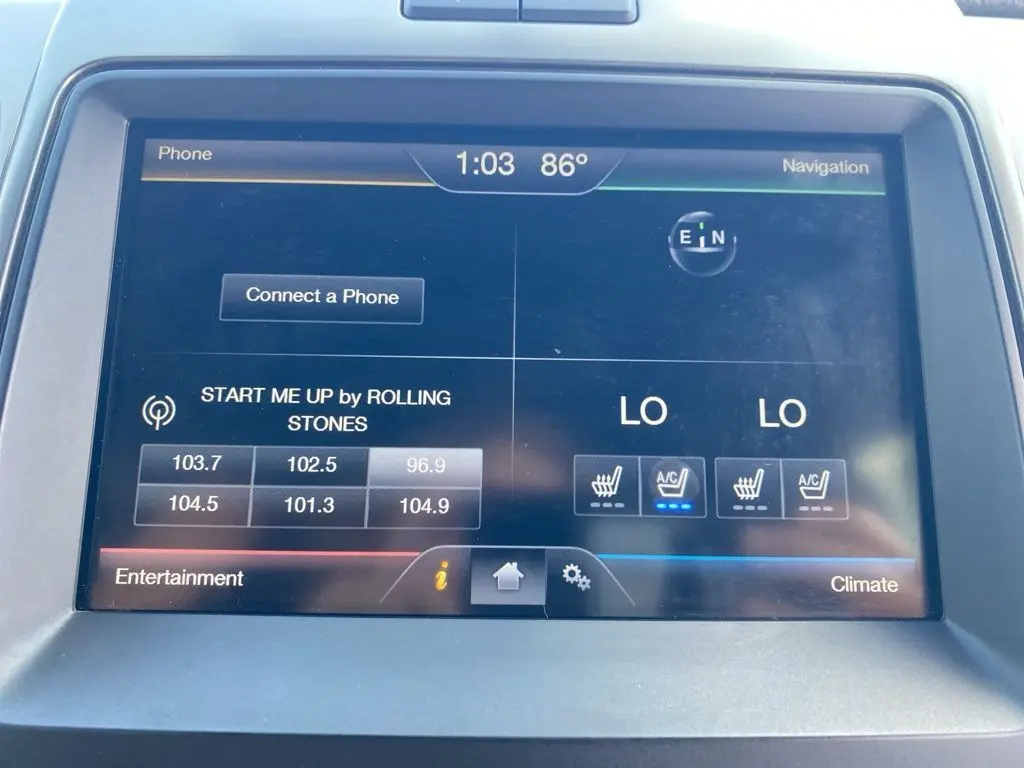 Phone
1:03 86°
Navigation
E N
Connect a Phone
START ME UP by ROLLING
STONES
LO LO
103.7 102.5 96.9
104.5 101.3 104.9
A/C A/C
Entertainment
i
Climate